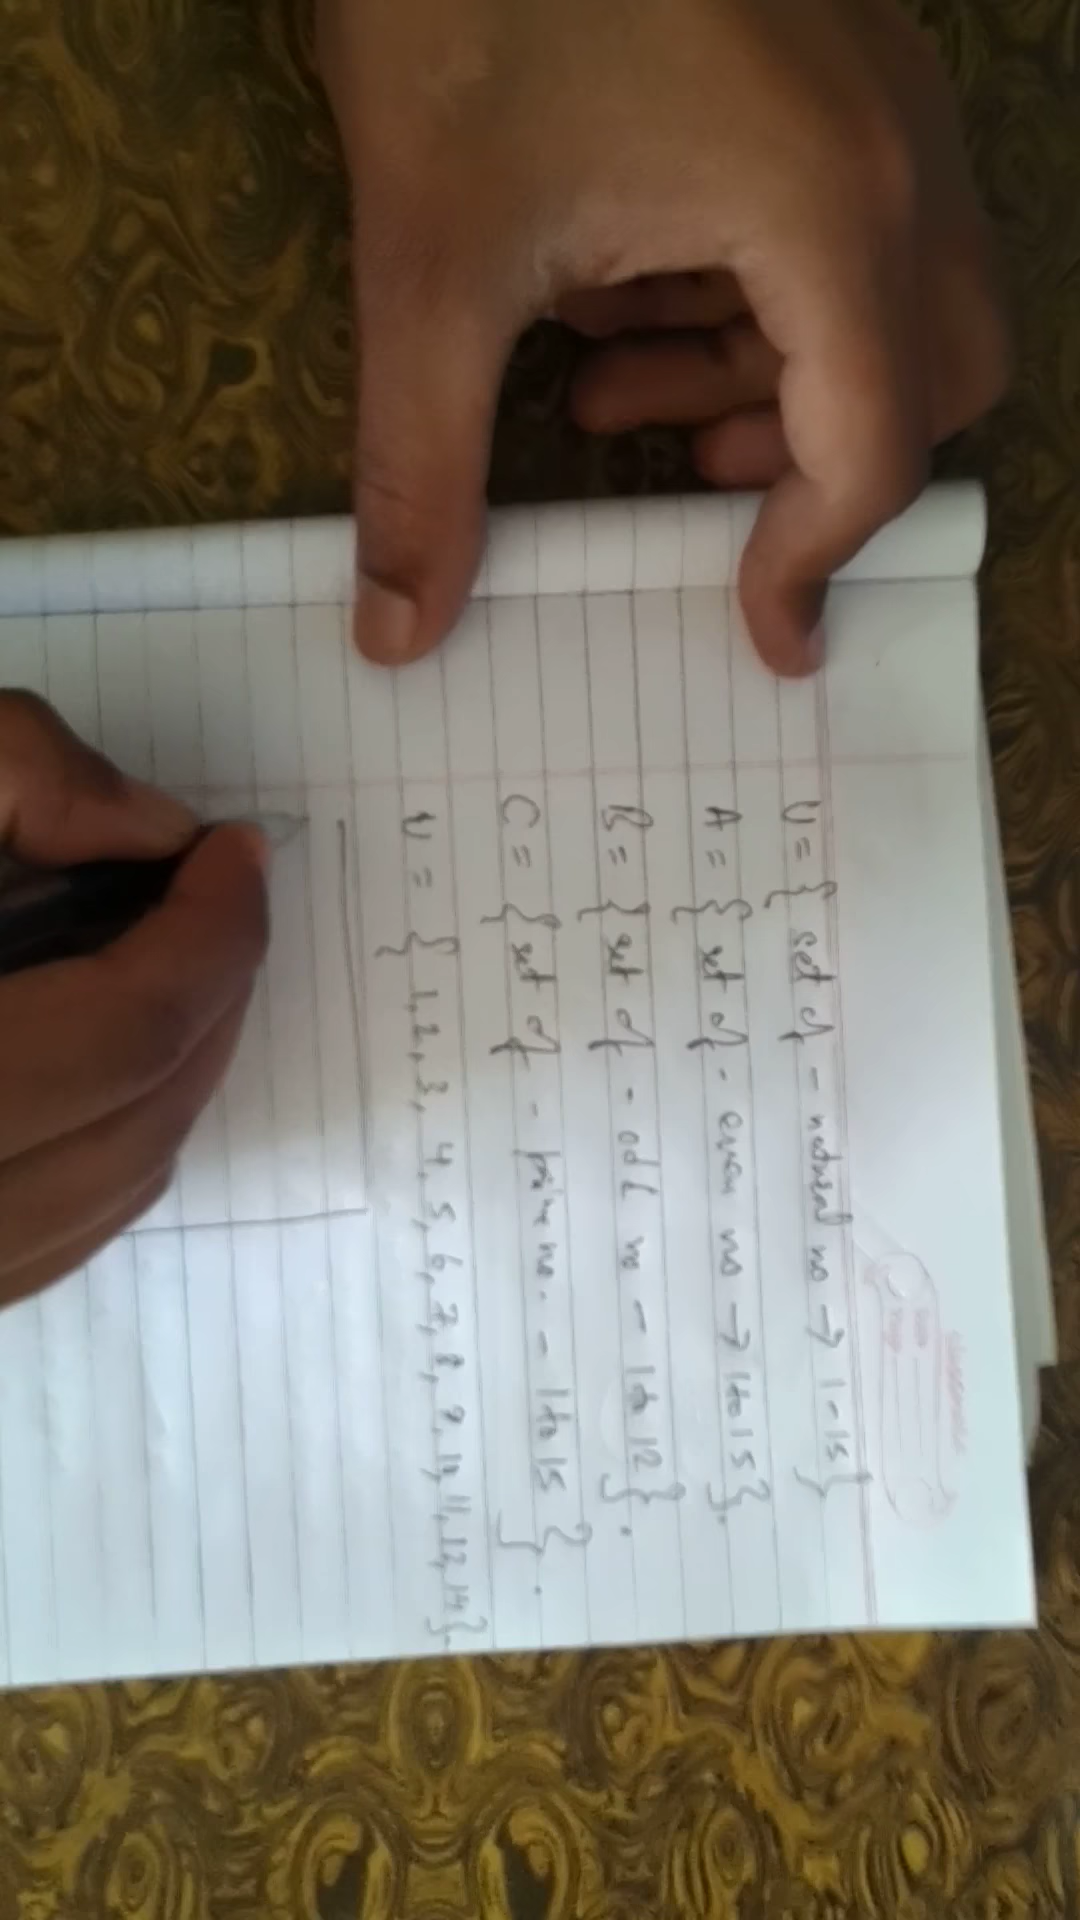 U = { set of - natural no → 1-15}
A = { set of - even no → 1 to 15}.
B = { set of - odd no - 1 to 12}.
C = { set of - prime no. - 1 to 15 }.
U = { 1, 2, 3, 4, 5, 6, 7, 8, 9, 10, 11, 12, 14}.